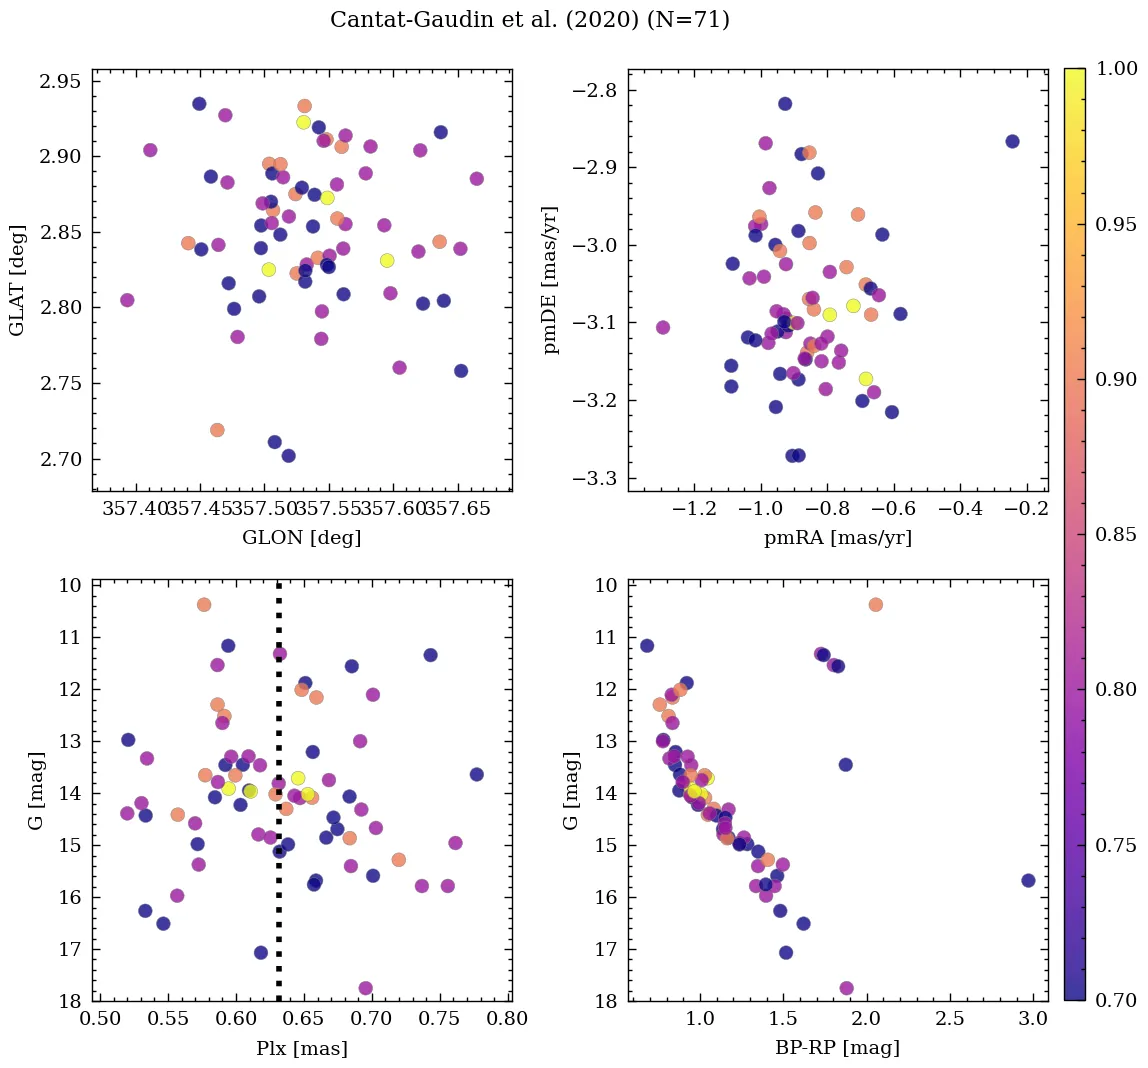 Cantat-Gaudin et al. (2020) (N=71)
2.95
2.90
2.85
2.80
2.75
2.70
GLAT [deg]
357.40 357.45 357.50 357.55 357.60 357.65
GLON [deg]
−2.8
−2.9
−3.0
−3.1
−3.2
−3.3
pmDE [mas/yr]
−1.2 −1.0 −0.8 −0.6 −0.4 −0.2
pmRA [mas/yr]
1.00
0.95
0.90
0.85
0.80
0.75
0.70
10
11
12
13
14
15
16
17
18
G [mag]
0.50 0.55 0.60 0.65 0.70 0.75 0.80
Plx [mas]
10
11
12
13
14
15
16
17
18
G [mag]
1.0 1.5 2.0 2.5 3.0
BP-RP [mag]